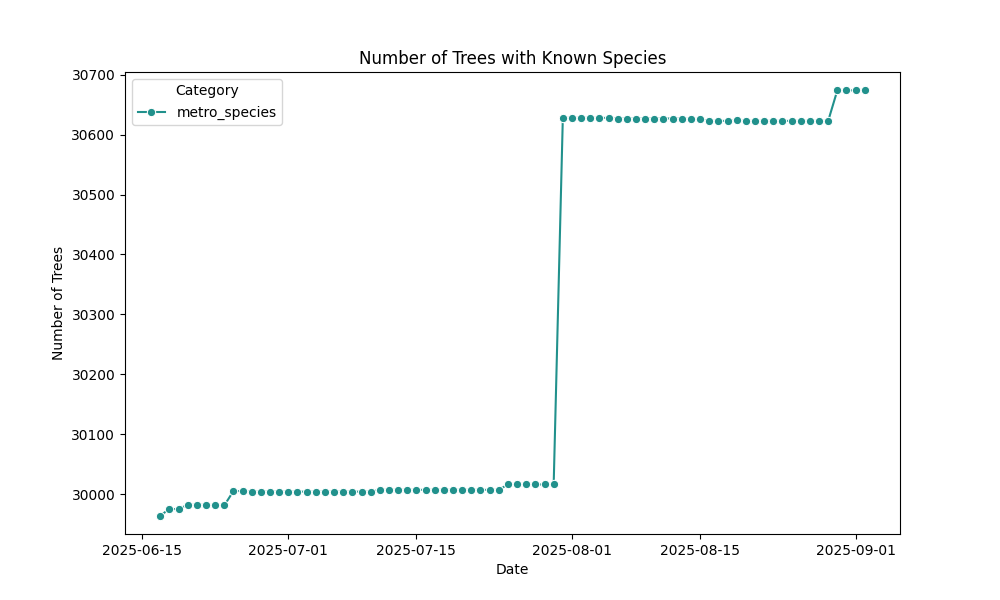 Number of Trees with Known Species
Category
metro_species
30700
30600
30500
30400
30300
30200
30100
30000
Number of Trees
2025-06-15
2025-07-01
2025-07-15
2025-08-01
2025-08-15
2025-09-01
Date